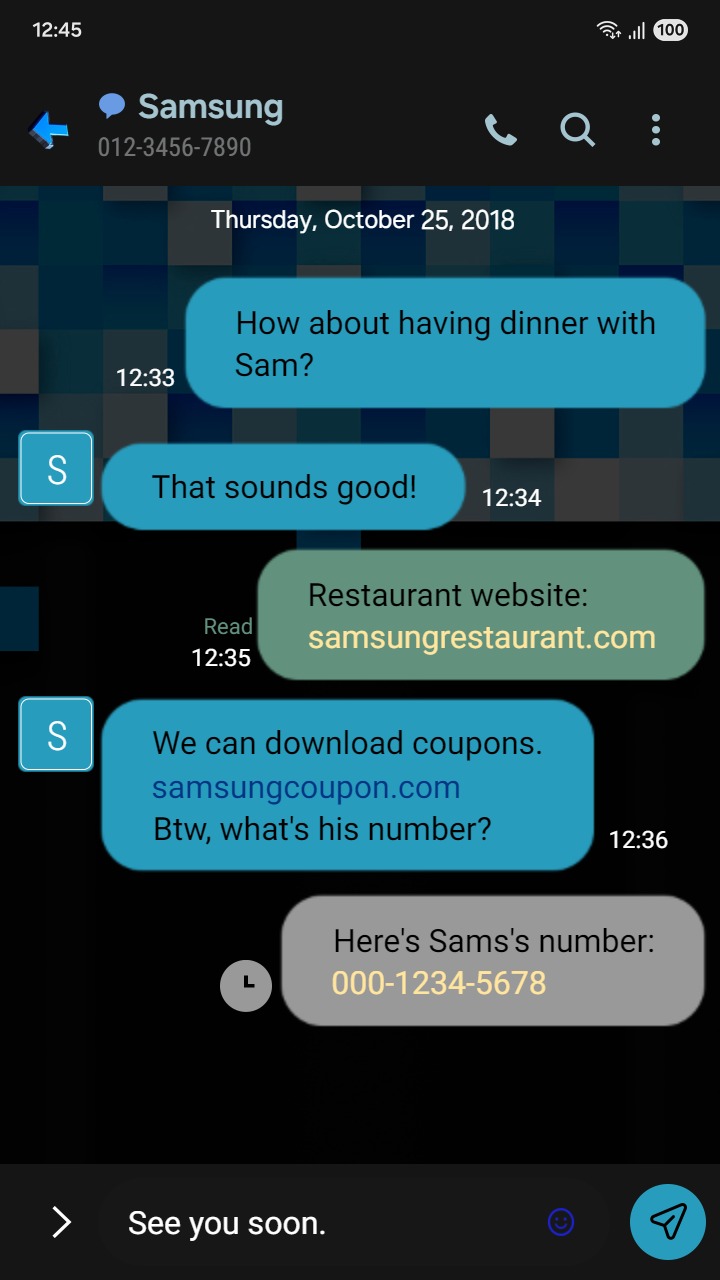 12:45
100
Samsung
012-3456-7890
Thursday, October 25, 2018
How about having dinner with
Sam?
12:33
S
That sounds good!
12:34
Restaurant website:
samsungrestaurant.com
Read
12:35
S
We can download coupons.
samsungcoupon.com
Btw, what's his number?
12:36
Here's Sams's number:
000-1234-5678
See you soon.